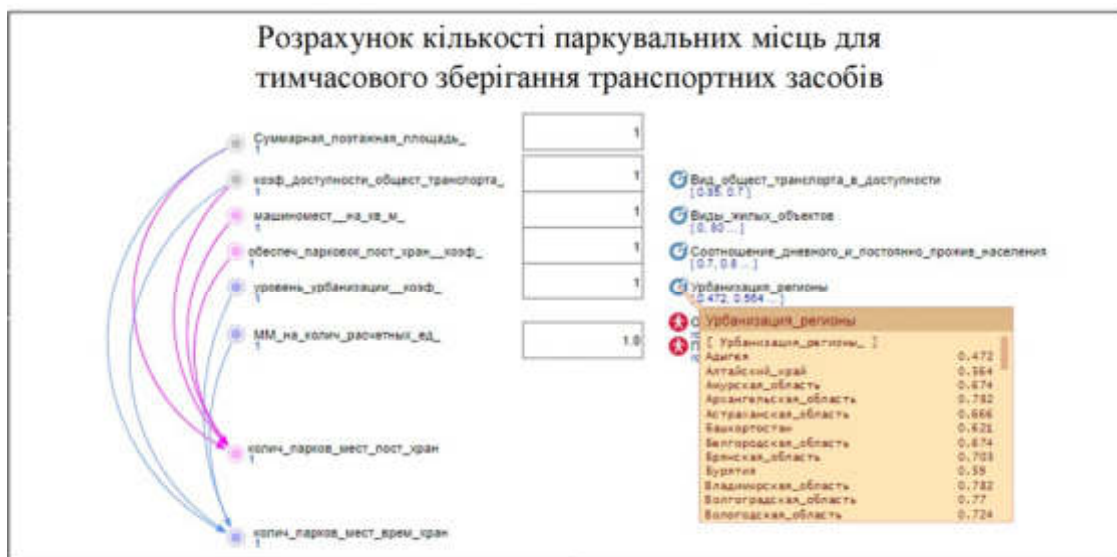 Розрахунок кількості паркувальних місць для
тимчасового зберігання транспортних засобів
Суммарная_поэтажная_площадь_
1
1
коэф_доступности_общест_транспорта_
1
1
Вид_общест_транспорта_в_доступности
[ 0.85, 0.7 ]
машиномест__на_кв_м_
1
1
Виды_жилых_объектов
[ 0, 80 ... ]
обеспеч_парковок_пост_хран__коэф_
1
1
Соотношение_дневного_и_постоянно_прожив_населения
[ 0.7, 0.8 ... ]
уровень_урбанизации__коэф_
1
1
Урбанизация_регионы
[ 0.472, 0.564 ... ]
ММ_на_колич_расчетных_ед_
1
1.0
Урбанизация_регионы
[ Урбанизация_регионы_ ]
Адыгея 0.472
Алтайский_край 0.564
Амурская_область 0.674
Архангельская_область 0.782
Астраханская_область 0.666
Башкортостан 0.621
Белгородская_область 0.674
Брянская_область 0.703
Бурятия 0.59
Владимирская_область 0.782
Волгоградская_область 0.77
Вологодская_область 0.724
колич_парков_мест_пост_хран
1
колич_парков_мест_врем_хран
1